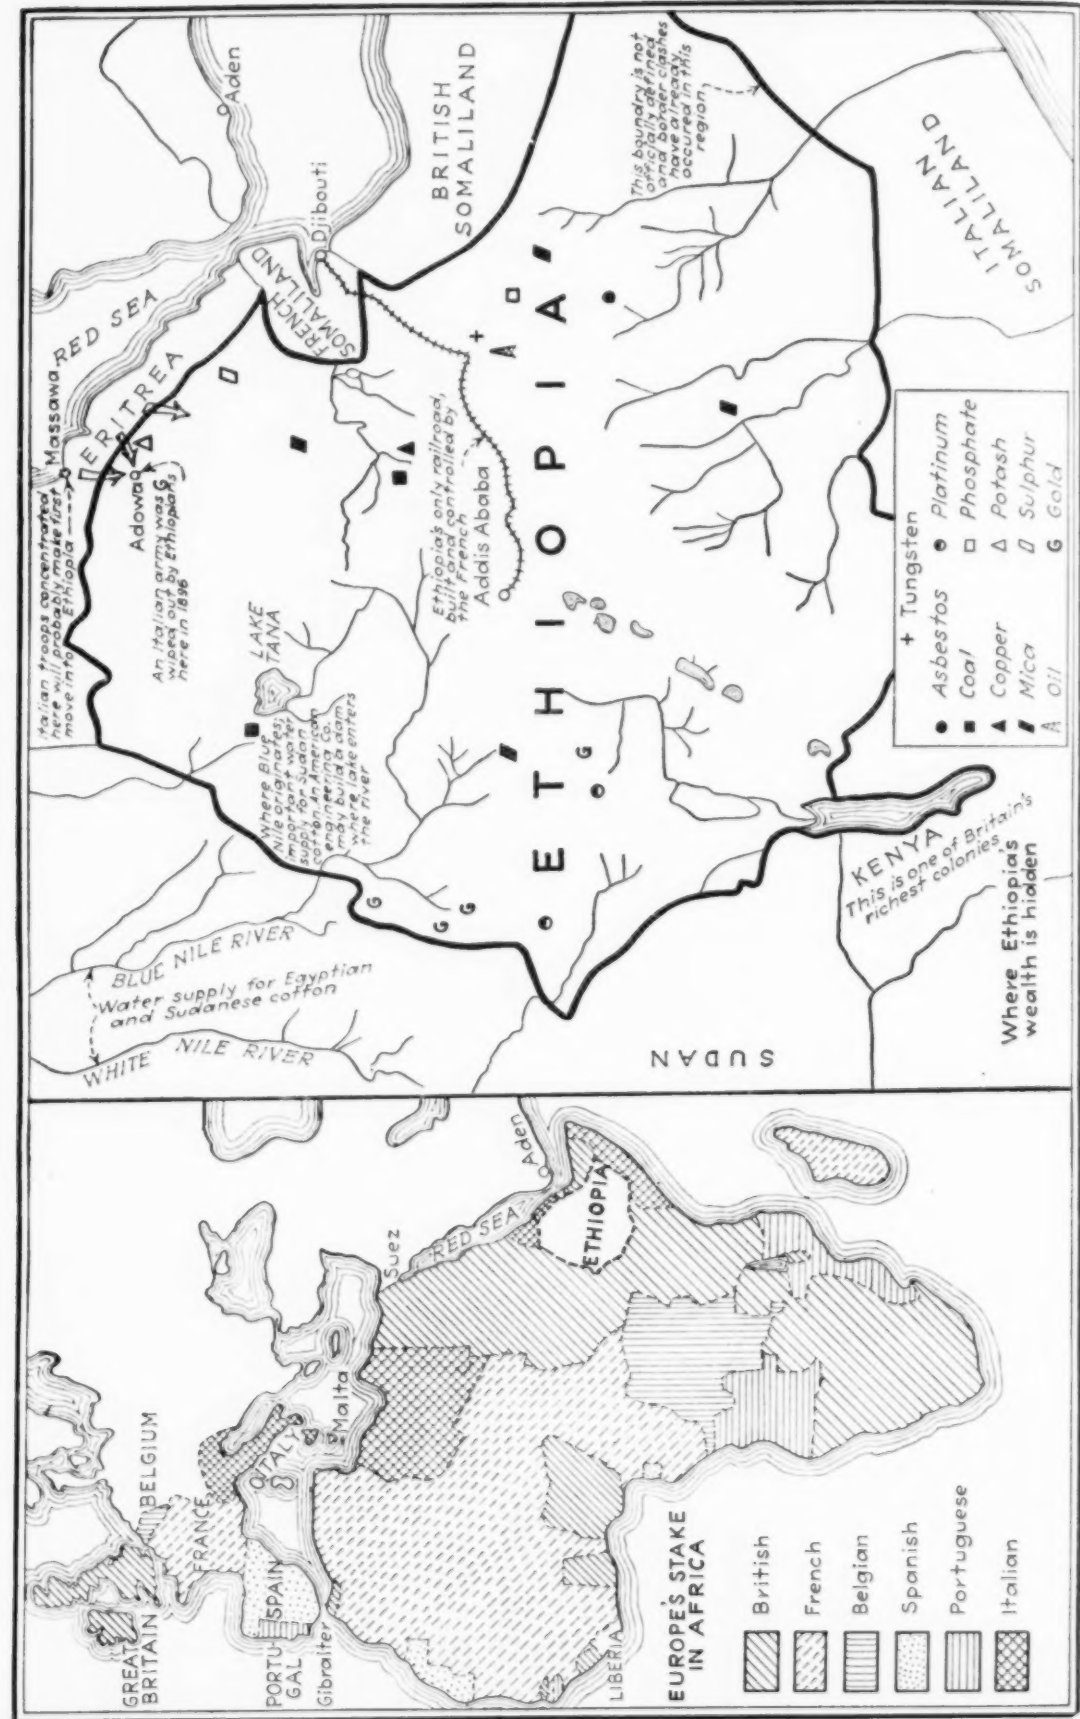 GREAT
BRITAIN
BELGIUM
FRANCE
PORTU-
GAL
SPAIN
Gibralter
ITALY
Malta
Suez
RED SEA
Aden
ETHIOPIA
LIBERIA
EUROPE'S STAKE
IN AFRICA
British
French
Belgian
Spanish
Portuguese
Italian
WHITE NILE RIVER
BLUE NILE RIVER
Water supply for Egyptian
and Sudanese cotton
SUDAN
Italian troops concentrated
here will probably make first
move into Ethiopia
Massawa
RED SEA
ERITREA
Adowa
An Italian army was
wiped out by Ethiopians
here in 1896
G
LAKE
TANA
Where Blue
Nile originates;
important water
supply for Sudan
cotton. An American
engineering Co.
may build a dam
where lake enters
the river
G
G
G
Ethiopia's only railroad,
built and controlled by
the French
Addis Ababa
FRENCH
SOMALILAND
Djibouti
Aden
BRITISH
SOMALILAND
This boundry is not
officially defined
and border clashes
have already
occured in this
region
ETHIOPIA
G
ITALIAN
SOMALILAND
KENYA
This is one of Britain's
richest colonies
Where Ethiopia's
wealth is hidden
+ Tungsten
Asbestos
Platinum
Coal
Phosphate
Copper
Potash
Mica
Sulphur
Oil
G Gold